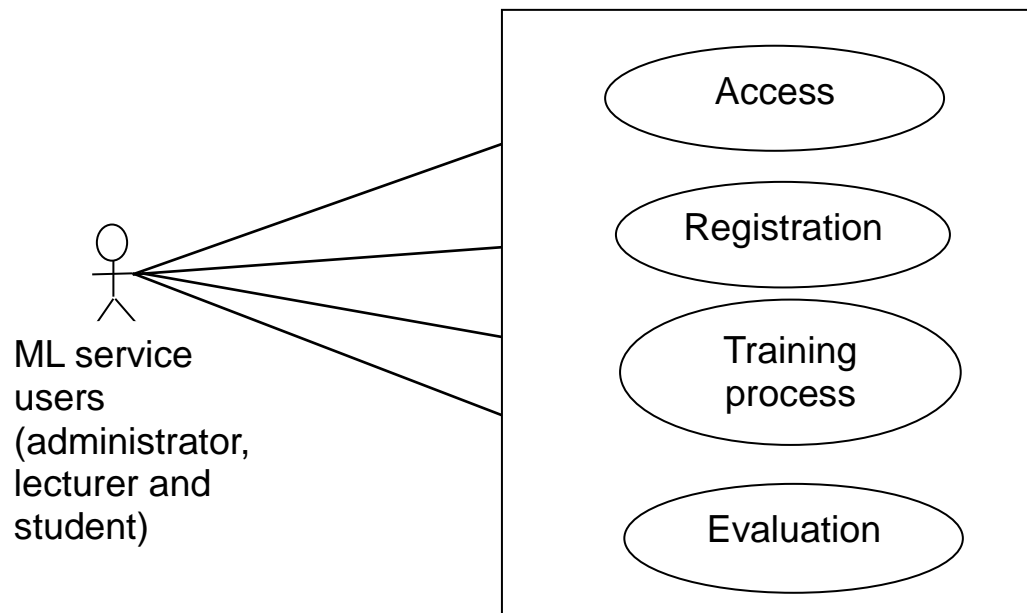 Access
Registration
Training
process
Evaluation
ML service
users
(administrator,
lecturer and
student)